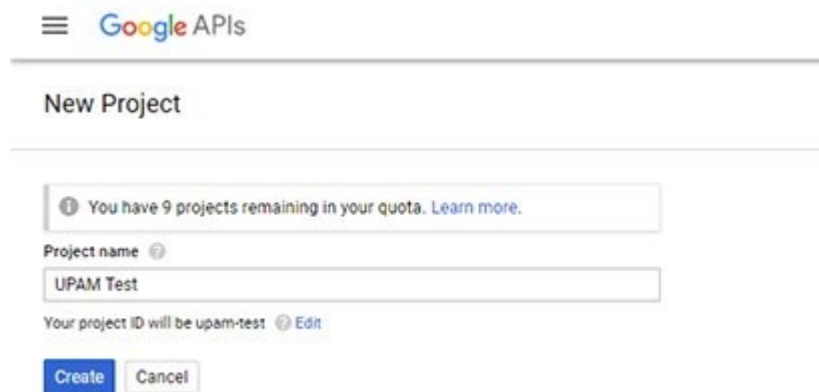 Google APIs
New Project
You have 9 projects remaining in your quota. Learn more.
Project name
UPAM Test
Your project ID will be upam-test Edit
Create Cancel